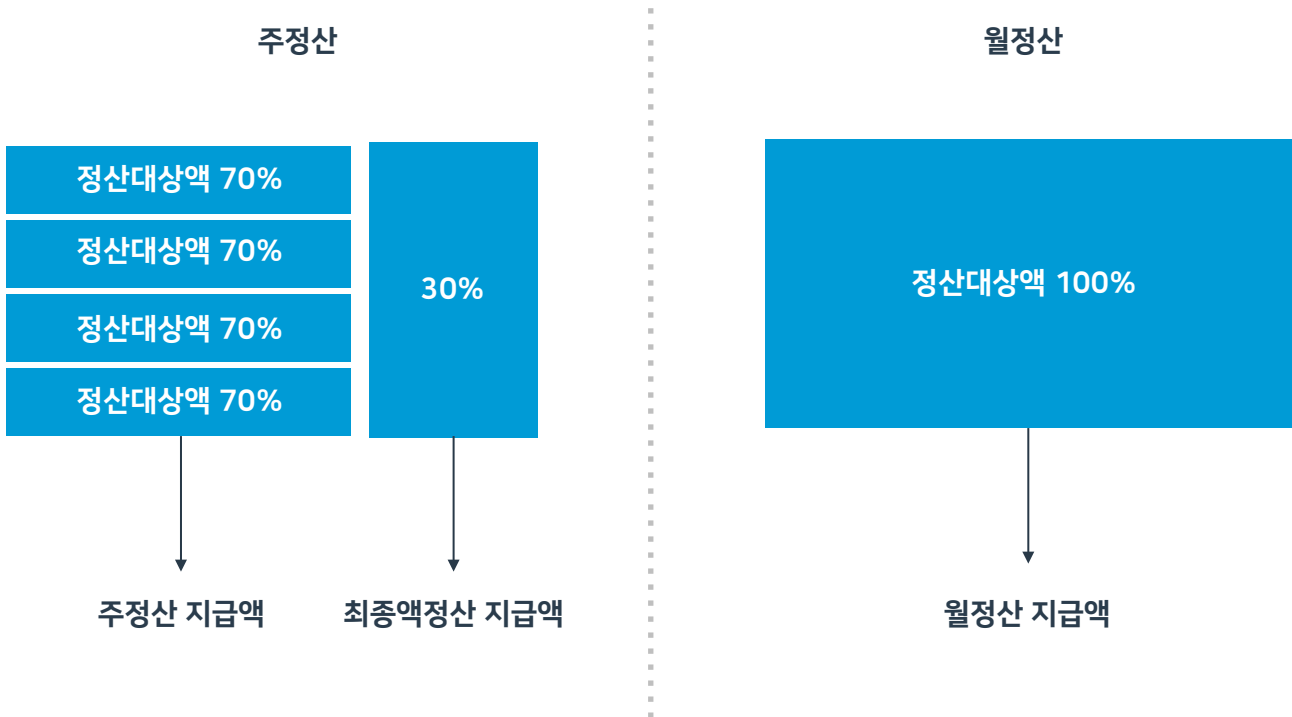 주정산
정산대상액 70%
정산대상액 70%
정산대상액 70%
정산대상액 70%
30%
주정산 지급액
최종액정산 지급액
월정산
정산대상액 100%
월정산 지급액